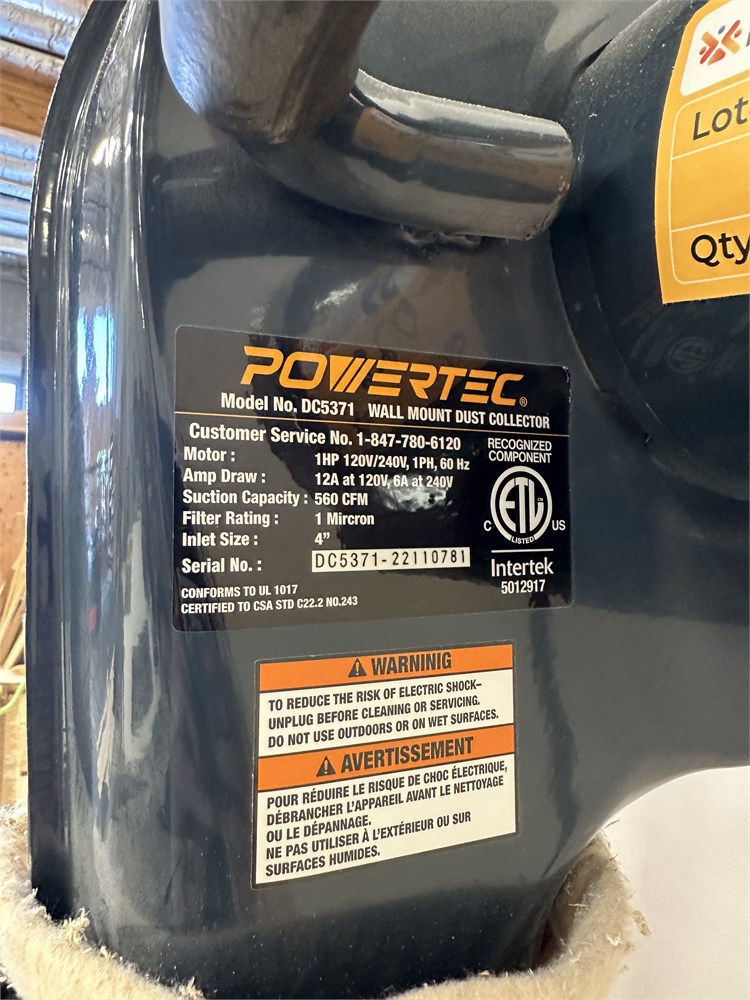 Lot
Qty
POWERTEC®
Model No. DC5371 WALL MOUNT DUST COLLECTOR
Customer Service No. 1-847-780-6120
Motor : 1HP 120V/240V, 1PH, 60 Hz
Amp Draw : 12A at 120V, 6A at 240V
Suction Capacity : 560 CFM
Filter Rating : 1 Mircron
Inlet Size : 4”
Serial No. : DC5371-22110781
CONFORMS TO UL 1017
CERTIFIED TO CSA STD C22.2 NO.243
RECOGNIZED
COMPONENT
C ETL US
LISTED
Intertek
5012917
⚠ WARNINIG
TO REDUCE THE RISK OF ELECTRIC SHOCK–
UNPLUG BEFORE CLEANING OR SERVICING.
DO NOT USE OUTDOORS OR ON WET SURFACES.
⚠ AVERTISSEMENT
POUR RÉDUIRE LE RISQUE DE CHOC ÉLECTRIQUE,
DÉBRANCHER L'APPAREIL AVANT LE NETTOYAGE
OU LE DÉPANNAGE.
NE PAS UTILISER À L'EXTÉRIEUR OU SUR
SURFACES HUMIDES.